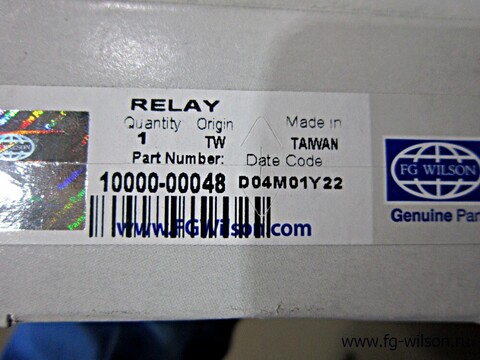 RELAY
Quantity Origin Made in
1 TW TAIWAN
Part Number: Date Code
10000-00048 D04M01Y22
www.FGWilson.com
FG WILSON
Genuine Par
www.fg-wilson.ru